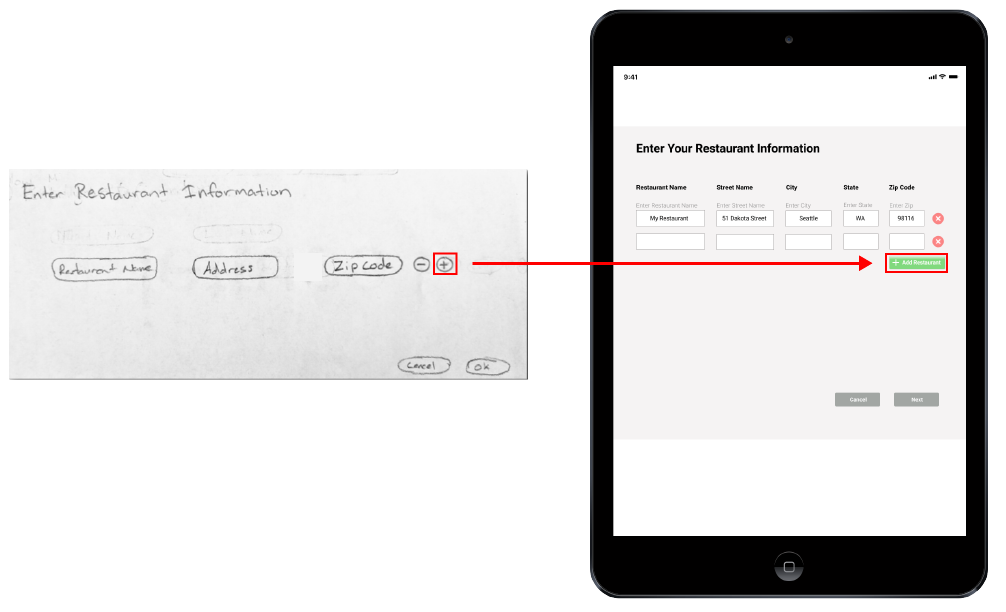 Enter Restaurant Information
Restaurant Name
Address
Zip Code
Cancel
OK
9:41
Enter Your Restaurant Information
Restaurant Name Street Name City State Zip Code
Enter Restaurant Name Enter Street Name Enter City Enter State Enter Zip
My Restaurant 51 Dakota Street Seattle WA 98116
+ Add Restaurant
Cancel Next